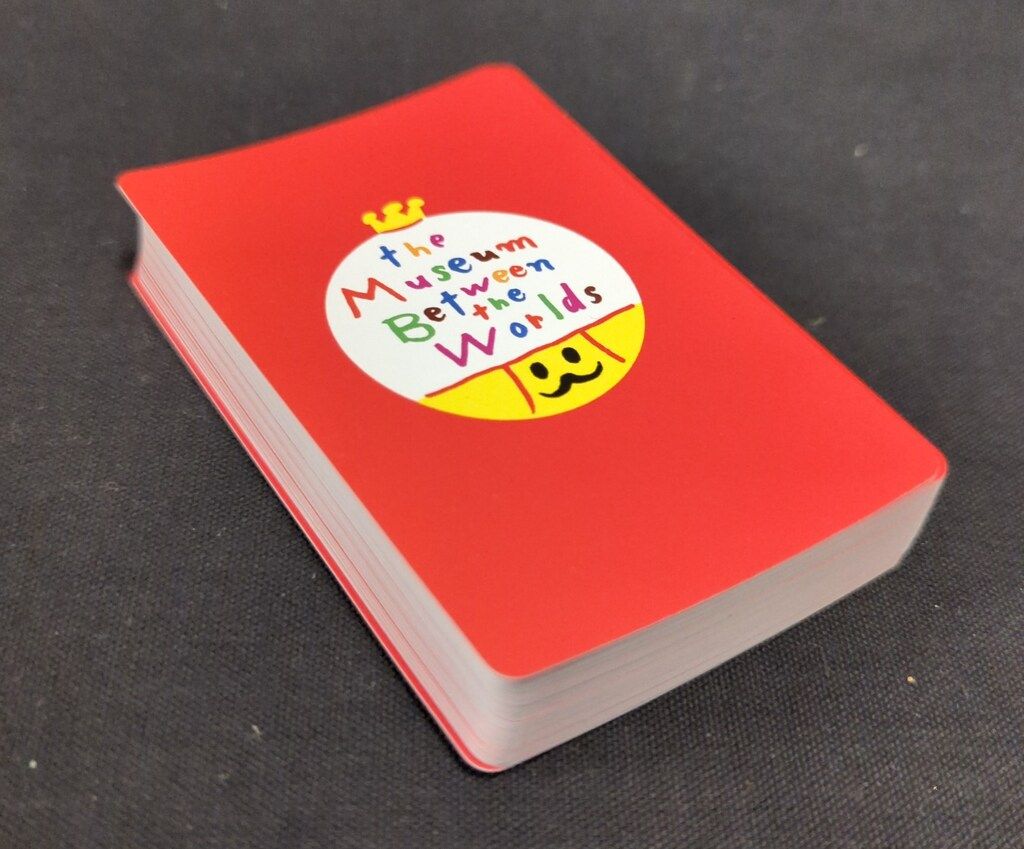 the
Museum
Between
the
Worlds